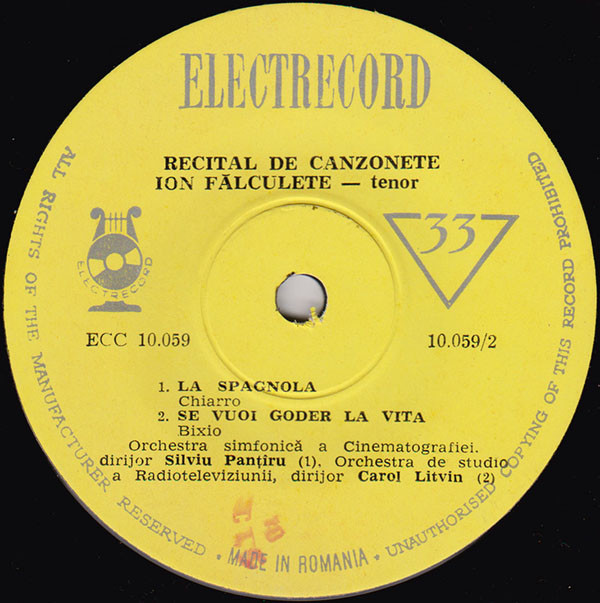 ELECTRECORD
RECITAL DE CANZONETE
ION FĂLCULETE — tenor
ELECTRECORD
33
ECC 10.059
10.059/2
1. LA SPAGNOLA
Chiarro
2. SE VUOI GODER LA VITA
Bixio
Orchestra simfonică a Cinematografiei.
dirijor Silviu Panțîru (1), Orchestra de studio
a Radioteleviziunii, dirijor Carol Litvin (2)
ALL RIGHTS OF THE MANUFACTURER RESERVED • MADE IN ROMANIA • UNAUTHORISED COPYING OF THIS RECORD PROHIBITED